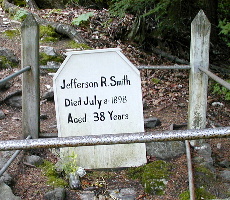 Jefferson R. Smith
Died July 8 1898
Aged 38 Years